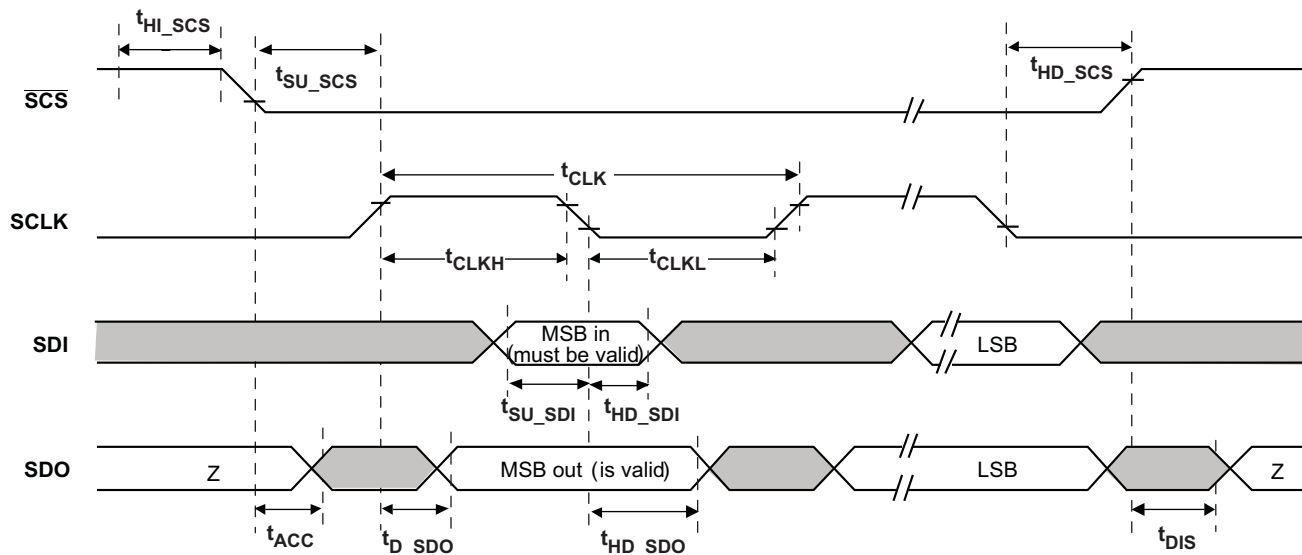 tHI_SCS
tSU_SCS
tHD_SCS
SCS
tCLK
SCLK
tCLKH
tCLKL
SDI
MSB in
(must be valid)
LSB
tSU_SDI
tHD_SDI
SDO
Z
MSB out (is valid)
LSB
Z
tACC
tD_SDO
tHD_SDO
tDIS